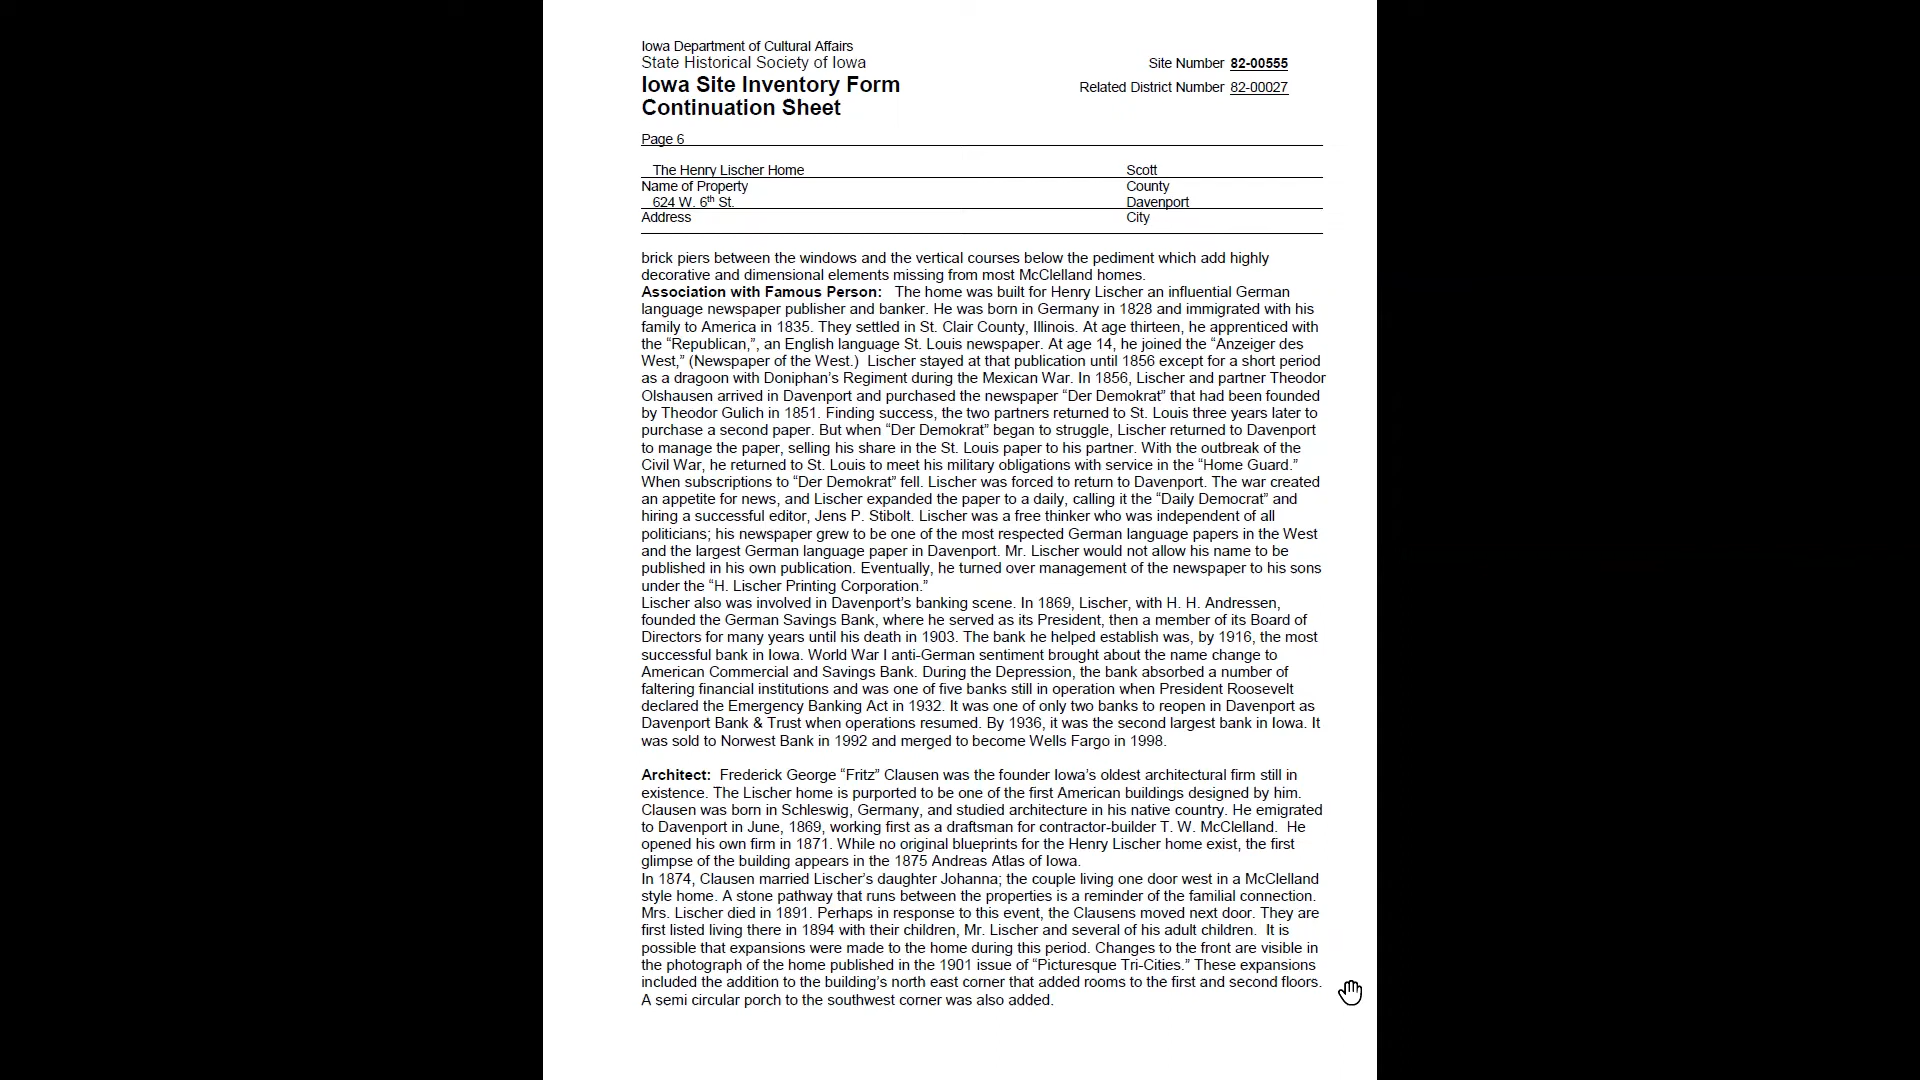 Iowa Department of Cultural Affairs
State Historical Society of Iowa
Site Number 82-00555
Iowa Site Inventory Form
Related District Number 82-00027
Continuation Sheet
Page 6
The Henry Lischer Home Scott
Name of Property County
624 W. 6th St. Davenport
Address City
brick piers between the windows and the vertical courses below the pediment which add highly
decorative and dimensional elements missing from most McClelland homes.
Association with Famous Person: The home was built for Henry Lischer an influential German
language newspaper publisher and banker. He was born in Germany in 1828 and immigrated with his
family to America in 1835. They settled in St. Clair County, Illinois. At age thirteen, he apprenticed with
the “Republican,”, an English language St. Louis newspaper. At age 14, he joined the “Anzeiger des
West,” (Newspaper of the West.) Lischer stayed at that publication until 1856 except for a short period
as a dragoon with Doniphan’s Regiment during the Mexican War. In 1856, Lischer and partner Theodor
Olshausen arrived in Davenport and purchased the newspaper “Der Demokrat” that had been founded
by Theodor Gulich in 1851. Finding success, the two partners returned to St. Louis three years later to
purchase a second paper. But when “Der Demokrat” began to struggle, Lischer returned to Davenport
to manage the paper, selling his share in the St. Louis paper to his partner. With the outbreak of the
Civil War, he returned to St. Louis to meet his military obligations with service in the “Home Guard.”
When subscriptions to “Der Demokrat” fell. Lischer was forced to return to Davenport. The war created
an appetite for news, and Lischer expanded the paper to a daily, calling it the “Daily Democrat” and
hiring a successful editor, Jens P. Stibolt. Lischer was a free thinker who was independent of all
politicians; his newspaper grew to be one of the most respected German language papers in the West
and the largest German language paper in Davenport. Mr. Lischer would not allow his name to be
published in his own publication. Eventually, he turned over management of the newspaper to his sons
under the “H. Lischer Printing Corporation.”
Lischer also was involved in Davenport’s banking scene. In 1869, Lischer, with H. H. Andressen,
founded the German Savings Bank, where he served as its President, then a member of its Board of
Directors for many years until his death in 1903. The bank he helped establish was, by 1916, the most
successful bank in Iowa. World War I anti-German sentiment brought about the name change to
American Commercial and Savings Bank. During the Depression, the bank absorbed a number of
faltering financial institutions and was one of five banks still in operation when President Roosevelt
declared the Emergency Banking Act in 1932. It was one of only two banks to reopen in Davenport as
Davenport Bank & Trust when operations resumed. By 1936, it was the second largest bank in Iowa. It
was sold to Norwest Bank in 1992 and merged to become Wells Fargo in 1998.
Architect: Frederick George “Fritz” Clausen was the founder Iowa’s oldest architectural firm still in
existence. The Lischer home is purported to be one of the first American buildings designed by him.
Clausen was born in Schleswig, Germany, and studied architecture in his native country. He emigrated
to Davenport in June, 1869, working first as a draftsman for contractor-builder T. W. McClelland. He
opened his own firm in 1871. While no original blueprints for the Henry Lischer home exist, the first
glimpse of the building appears in the 1875 Andreas Atlas of Iowa.
In 1874, Clausen married Lischer’s daughter Johanna; the couple living one door west in a McClelland
style home. A stone pathway that runs between the properties is a reminder of the familial connection.
Mrs. Lischer died in 1891. Perhaps in response to this event, the Clausens moved next door. They are
first listed living there in 1894 with their children, Mr. Lischer and several of his adult children. It is
possible that expansions were made to the home during this period. Changes to the front are visible in
the photograph of the home published in the 1901 issue of “Picturesque Tri-Cities.” These expansions
included the addition to the building’s north east corner that added rooms to the first and second floors.
A semi circular porch to the southwest corner was also added.